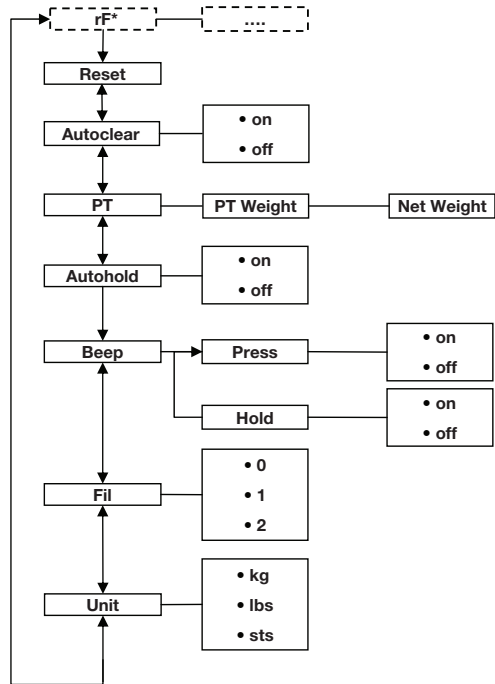 rF*
....
Reset
Autoclear
• on
• off
PT
PT Weight
Net Weight
Autohold
• on
• off
Beep
Press
• on
• off
Hold
• on
• off
Fil
• 0
• 1
• 2
Unit
• kg
• lbs
• sts